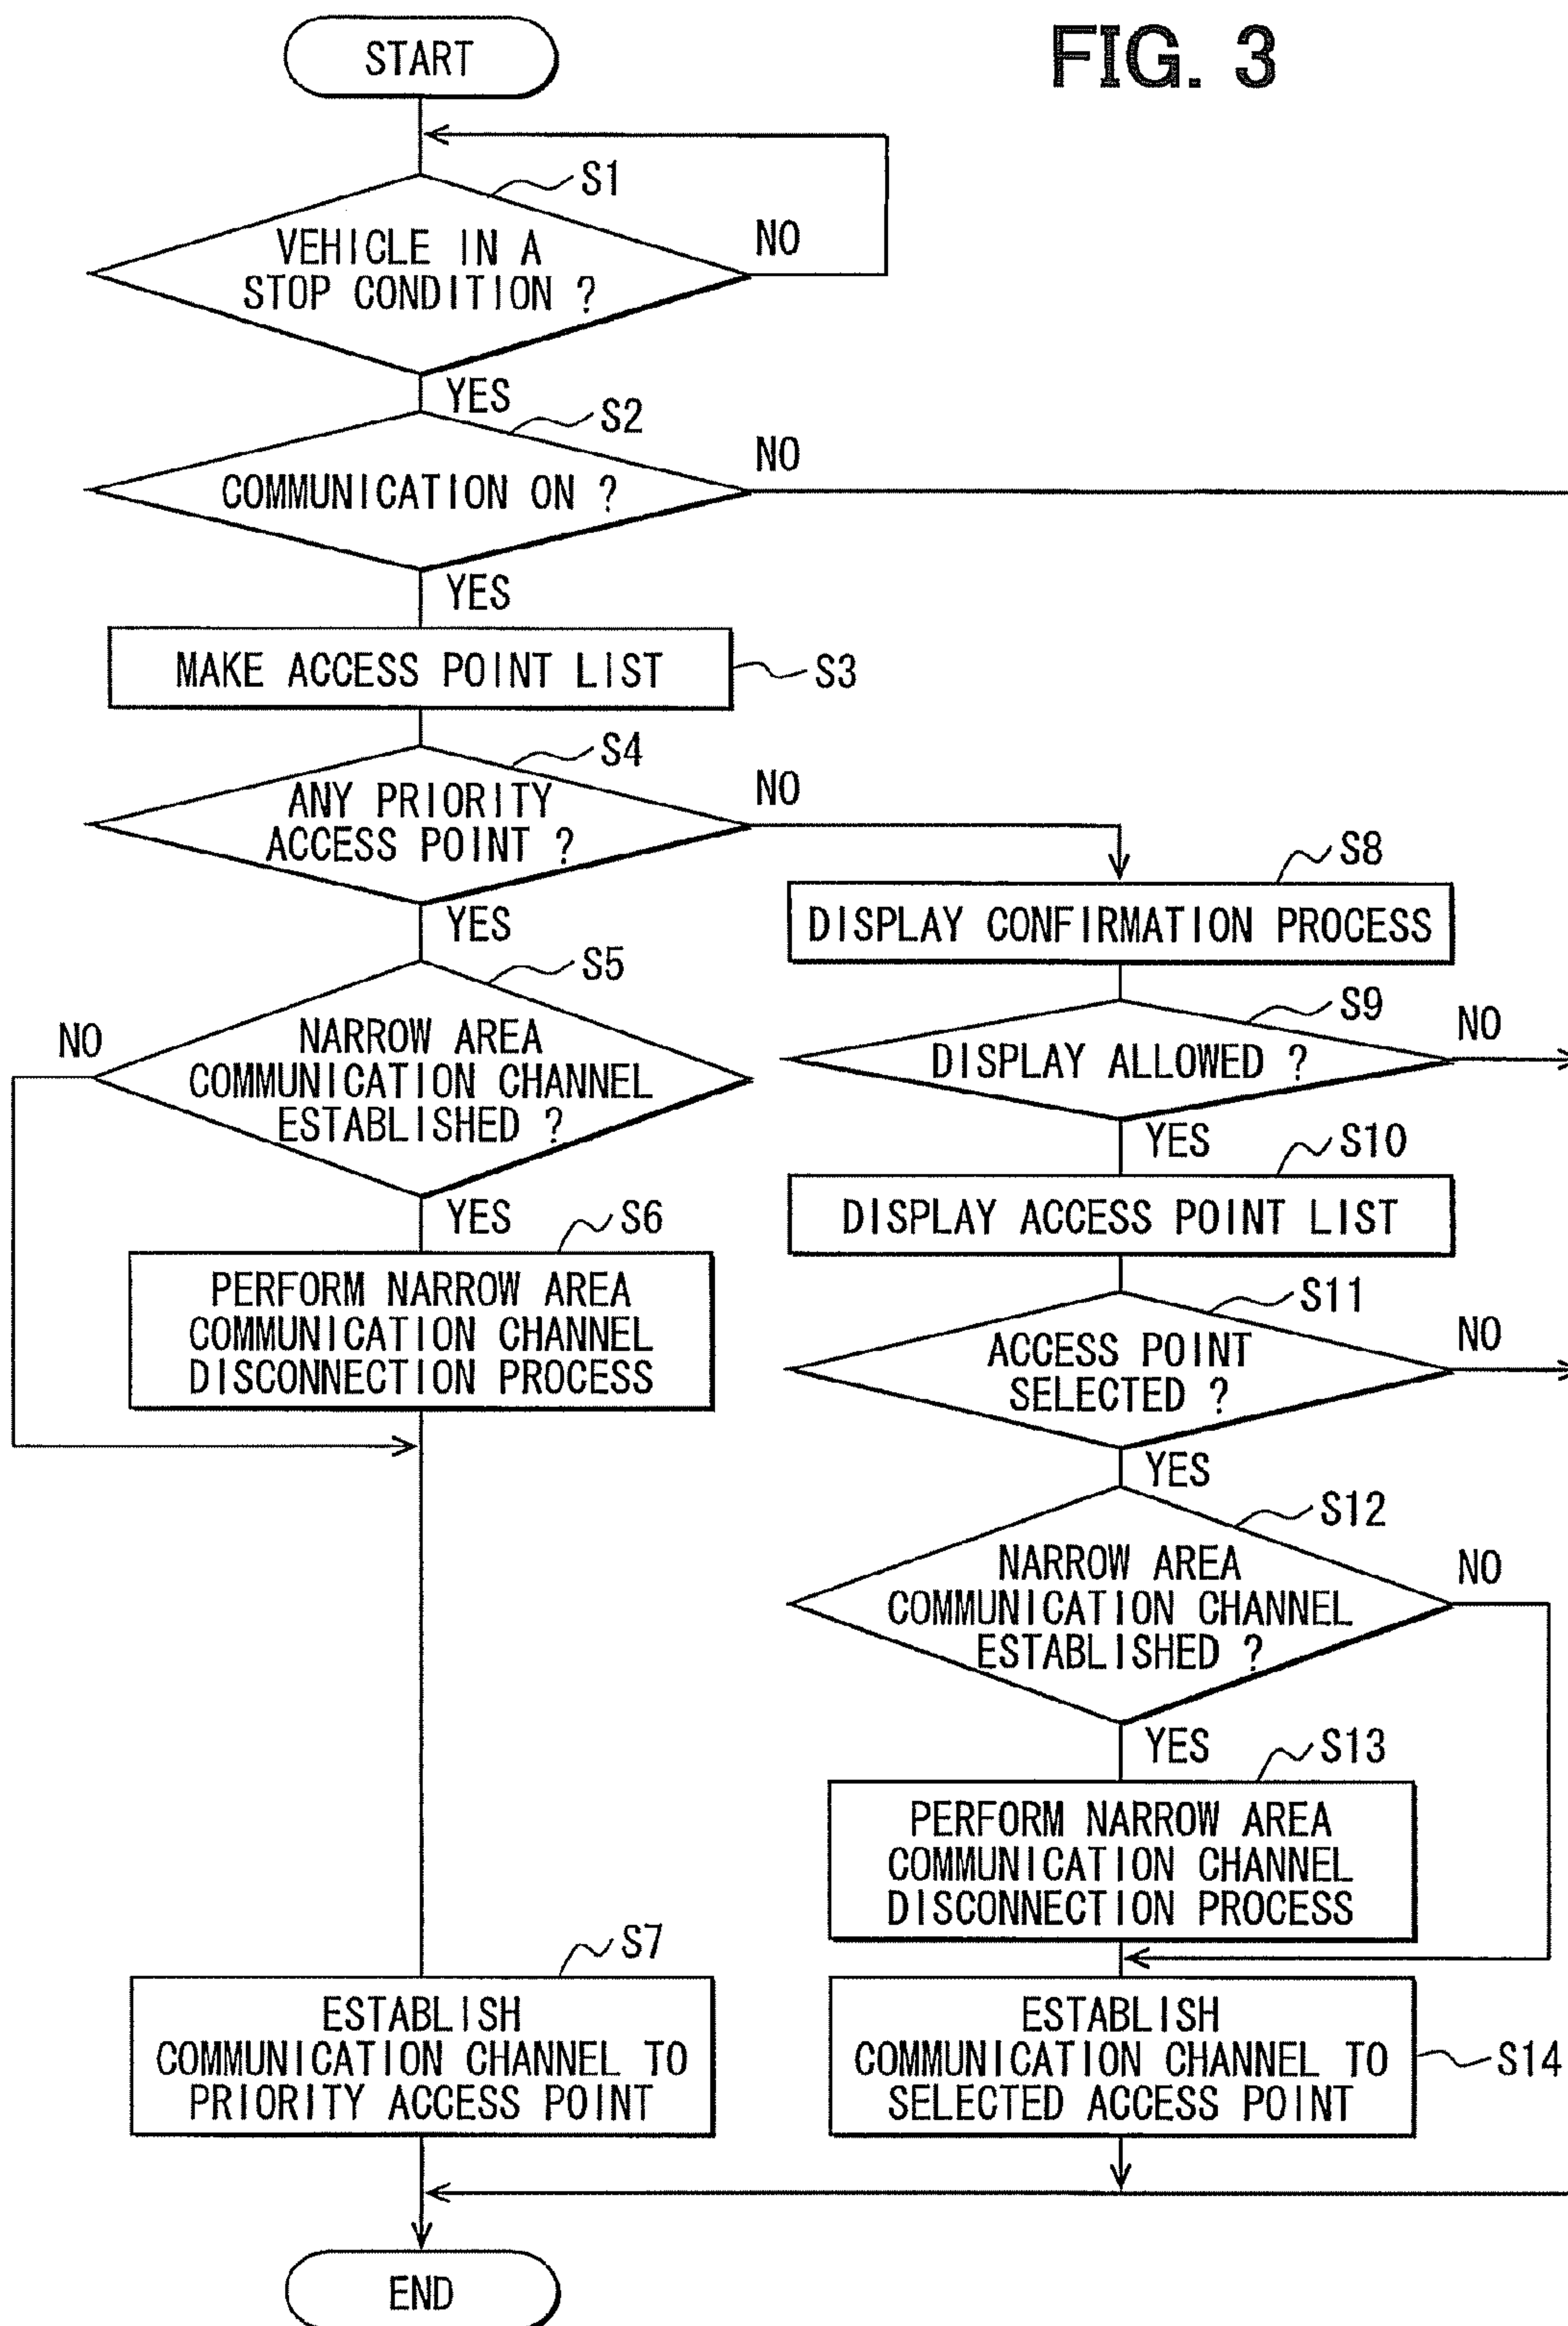 FIG. 3
START
S1
VEHICLE IN A
STOP CONDITION ?
NO
YES
S2
COMMUNICATION ON ?
NO
YES
MAKE ACCESS POINT LIST
S3
S4
ANY PRIORITY
ACCESS POINT ?
NO
YES
S5
NARROW AREA
COMMUNICATION CHANNEL
ESTABLISHED ?
NO
YES
S6
PERFORM NARROW AREA
COMMUNICATION CHANNEL
DISCONNECTION PROCESS
S7
ESTABLISH
COMMUNICATION CHANNEL TO
PRIORITY ACCESS POINT
S8
DISPLAY CONFIRMATION PROCESS
S9
DISPLAY ALLOWED ?
NO
YES
S10
DISPLAY ACCESS POINT LIST
S11
ACCESS POINT
SELECTED ?
NO
YES
S12
NARROW AREA
COMMUNICATION CHANNEL
ESTABLISHED ?
NO
YES
S13
PERFORM NARROW AREA
COMMUNICATION CHANNEL
DISCONNECTION PROCESS
ESTABLISH
COMMUNICATION CHANNEL TO
SELECTED ACCESS POINT
S14
END